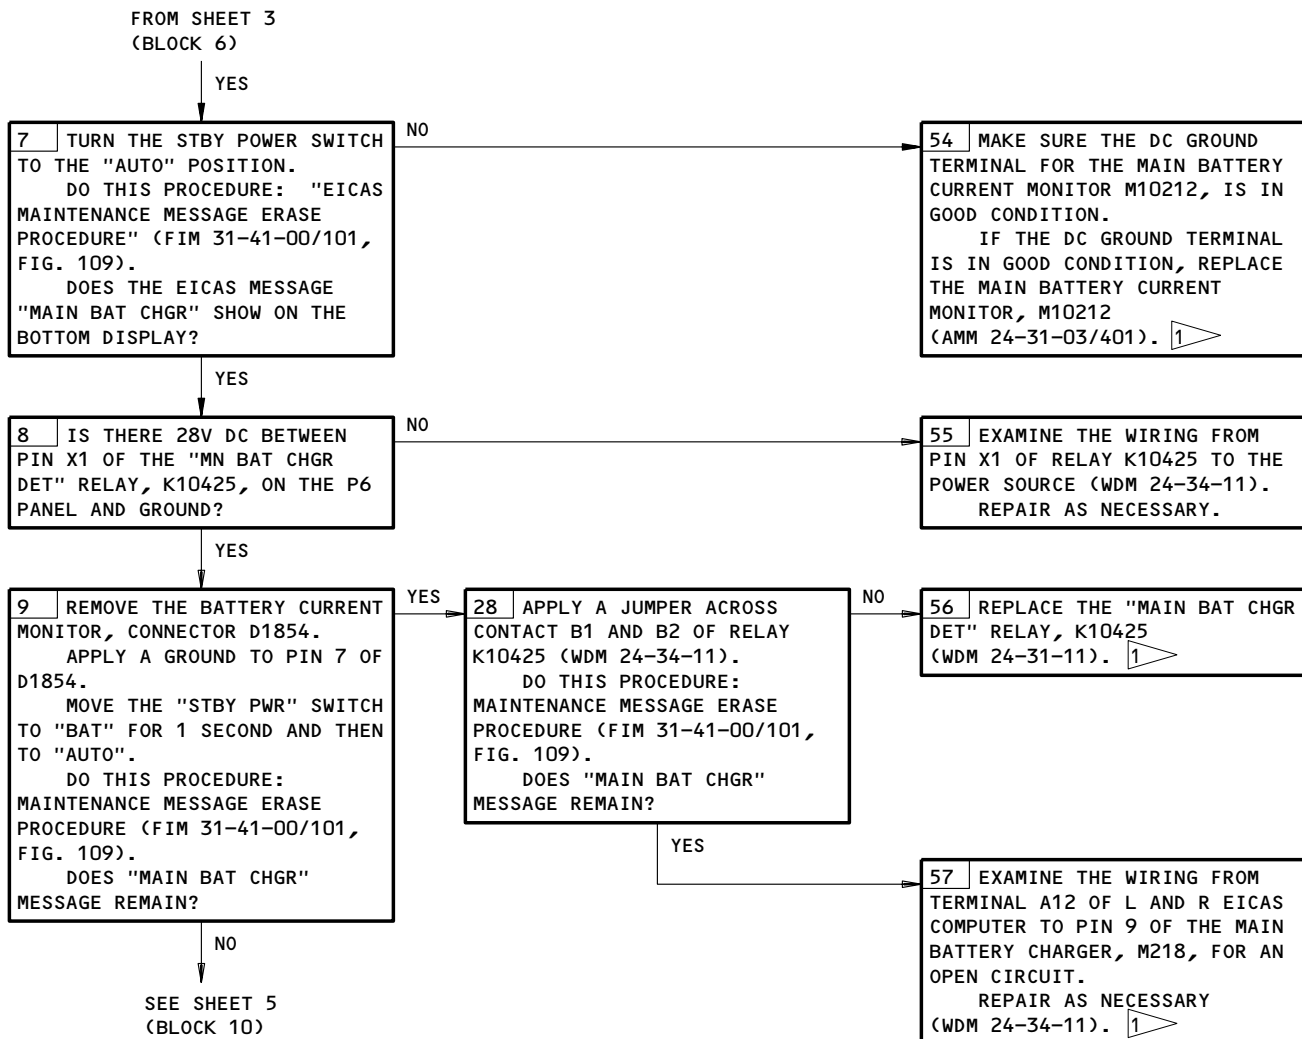 FROM SHEET 3
(BLOCK 6)
YES
7 TURN THE STBY POWER SWITCH
TO THE "AUTO" POSITION.
DO THIS PROCEDURE: "EICAS
MAINTENANCE MESSAGE ERASE
PROCEDURE" (FIM 31-41-00/101,
FIG. 109).
DOES THE EICAS MESSAGE
"MAIN BAT CHGR" SHOW ON THE
BOTTOM DISPLAY?
NO
54 MAKE SURE THE DC GROUND
TERMINAL FOR THE MAIN BATTERY
CURRENT MONITOR M10212, IS IN
GOOD CONDITION.
IF THE DC GROUND TERMINAL
IS IN GOOD CONDITION, REPLACE
THE MAIN BATTERY CURRENT
MONITOR, M10212
(AMM 24-31-03/401). 1
YES
8 IS THERE 28V DC BETWEEN
PIN X1 OF THE "MN BAT CHGR
DET" RELAY, K10425, ON THE P6
PANEL AND GROUND?
NO
55 EXAMINE THE WIRING FROM
PIN X1 OF RELAY K10425 TO THE
POWER SOURCE (WDM 24-34-11).
REPAIR AS NECESSARY.
YES
9 REMOVE THE BATTERY CURRENT
MONITOR, CONNECTOR D1854.
APPLY A GROUND TO PIN 7 OF
D1854.
MOVE THE "STBY PWR" SWITCH
TO "BAT" FOR 1 SECOND AND THEN
TO "AUTO".
DO THIS PROCEDURE:
MAINTENANCE MESSAGE ERASE
PROCEDURE (FIM 31-41-00/101,
FIG. 109).
DOES "MAIN BAT CHGR"
MESSAGE REMAIN?
YES
28 APPLY A JUMPER ACROSS
CONTACT B1 AND B2 OF RELAY
K10425 (WDM 24-34-11).
DO THIS PROCEDURE:
MAINTENANCE MESSAGE ERASE
PROCEDURE (FIM 31-41-00/101,
FIG. 109).
DOES "MAIN BAT CHGR"
MESSAGE REMAIN?
NO
56 REPLACE THE "MAIN BAT CHGR
DET" RELAY, K10425
(WDM 24-31-11). 1
YES
57 EXAMINE THE WIRING FROM
TERMINAL A12 OF L AND R EICAS
COMPUTER TO PIN 9 OF THE MAIN
BATTERY CHARGER, M218, FOR AN
OPEN CIRCUIT.
REPAIR AS NECESSARY
(WDM 24-34-11). 1
NO
SEE SHEET 5
(BLOCK 10)